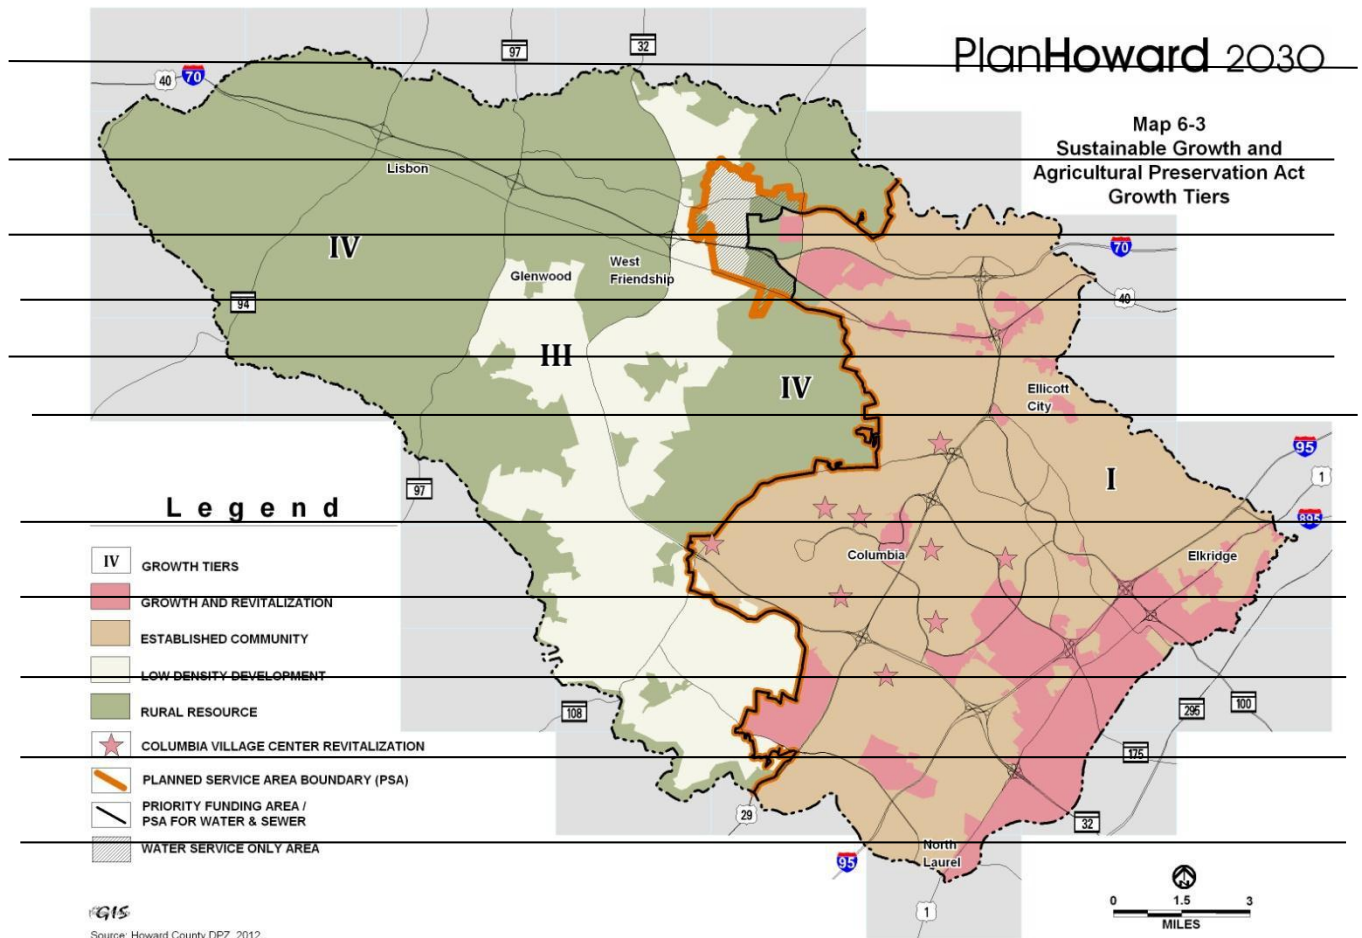 PlanHoward 2030
Map 6-3
Sustainable Growth and
Agricultural Preservation Act
Growth Tiers
97
32
40
70
Lisbon
IV
Glenwood
West
Friendship
70
94
40
III
IV
Ellicott
City
I
95
1
97
895
Columbia
Elkridge
Legend
IV GROWTH TIERS
GROWTH AND REVITALIZATION
ESTABLISHED COMMUNITY
LOW DENSITY DEVELOPMENT
RURAL RESOURCE
COLUMBIA VILLAGE CENTER REVITALIZATION
PLANNED SERVICE AREA BOUNDARY (PSA)
PRIORITY FUNDING AREA /
PSA FOR WATER & SEWER
WATER SERVICE ONLY AREA
108
295
100
175
29
32
North
Laurel
95
1
0 1.5 3
MILES
N
GIS
Source: Howard County DPZ, 2012